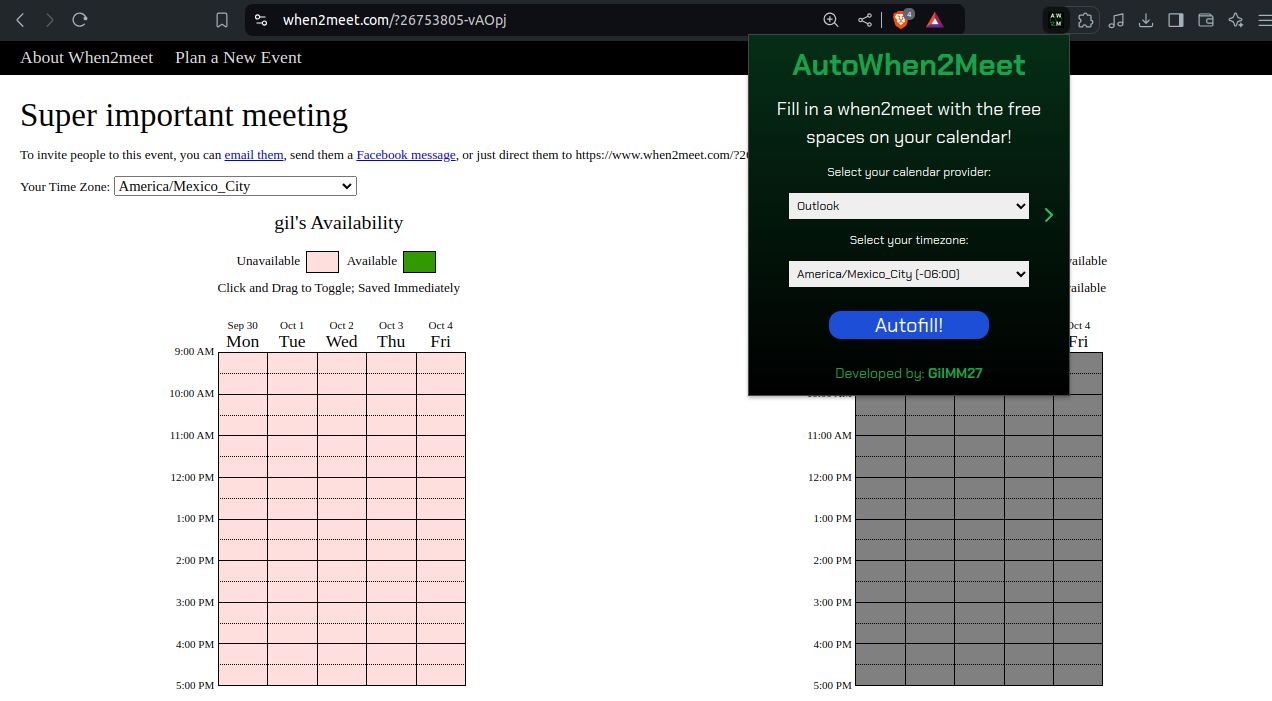 when2meet.com/?26753805-vAOpj
4
A W
2 M
About When2meet Plan a New Event
Super important meeting
To invite people to this event, you can email them, send them a Facebook message, or just direct them to https://www.when2meet.com/?26
Your Time Zone: America/Mexico_City
gil's Availability
Unavailable Available
Click and Drag to Toggle; Saved Immediately
Sep 30 Oct 1 Oct 2 Oct 3 Oct 4
Mon Tue Wed Thu Fri
9:00 AM
10:00 AM
11:00 AM
12:00 PM
1:00 PM
2:00 PM
3:00 PM
4:00 PM
5:00 PM
AutoWhen2Meet
Fill in a when2meet with the free
spaces on your calendar!
Select your calendar provider:
Outlook
Select your timezone:
America/Mexico_City (-06:00)
Autofill!
Developed by: GilMM27
vailable
ailable
Oct 4
Fri
11:00 AM
12:00 PM
1:00 PM
2:00 PM
3:00 PM
4:00 PM
5:00 PM